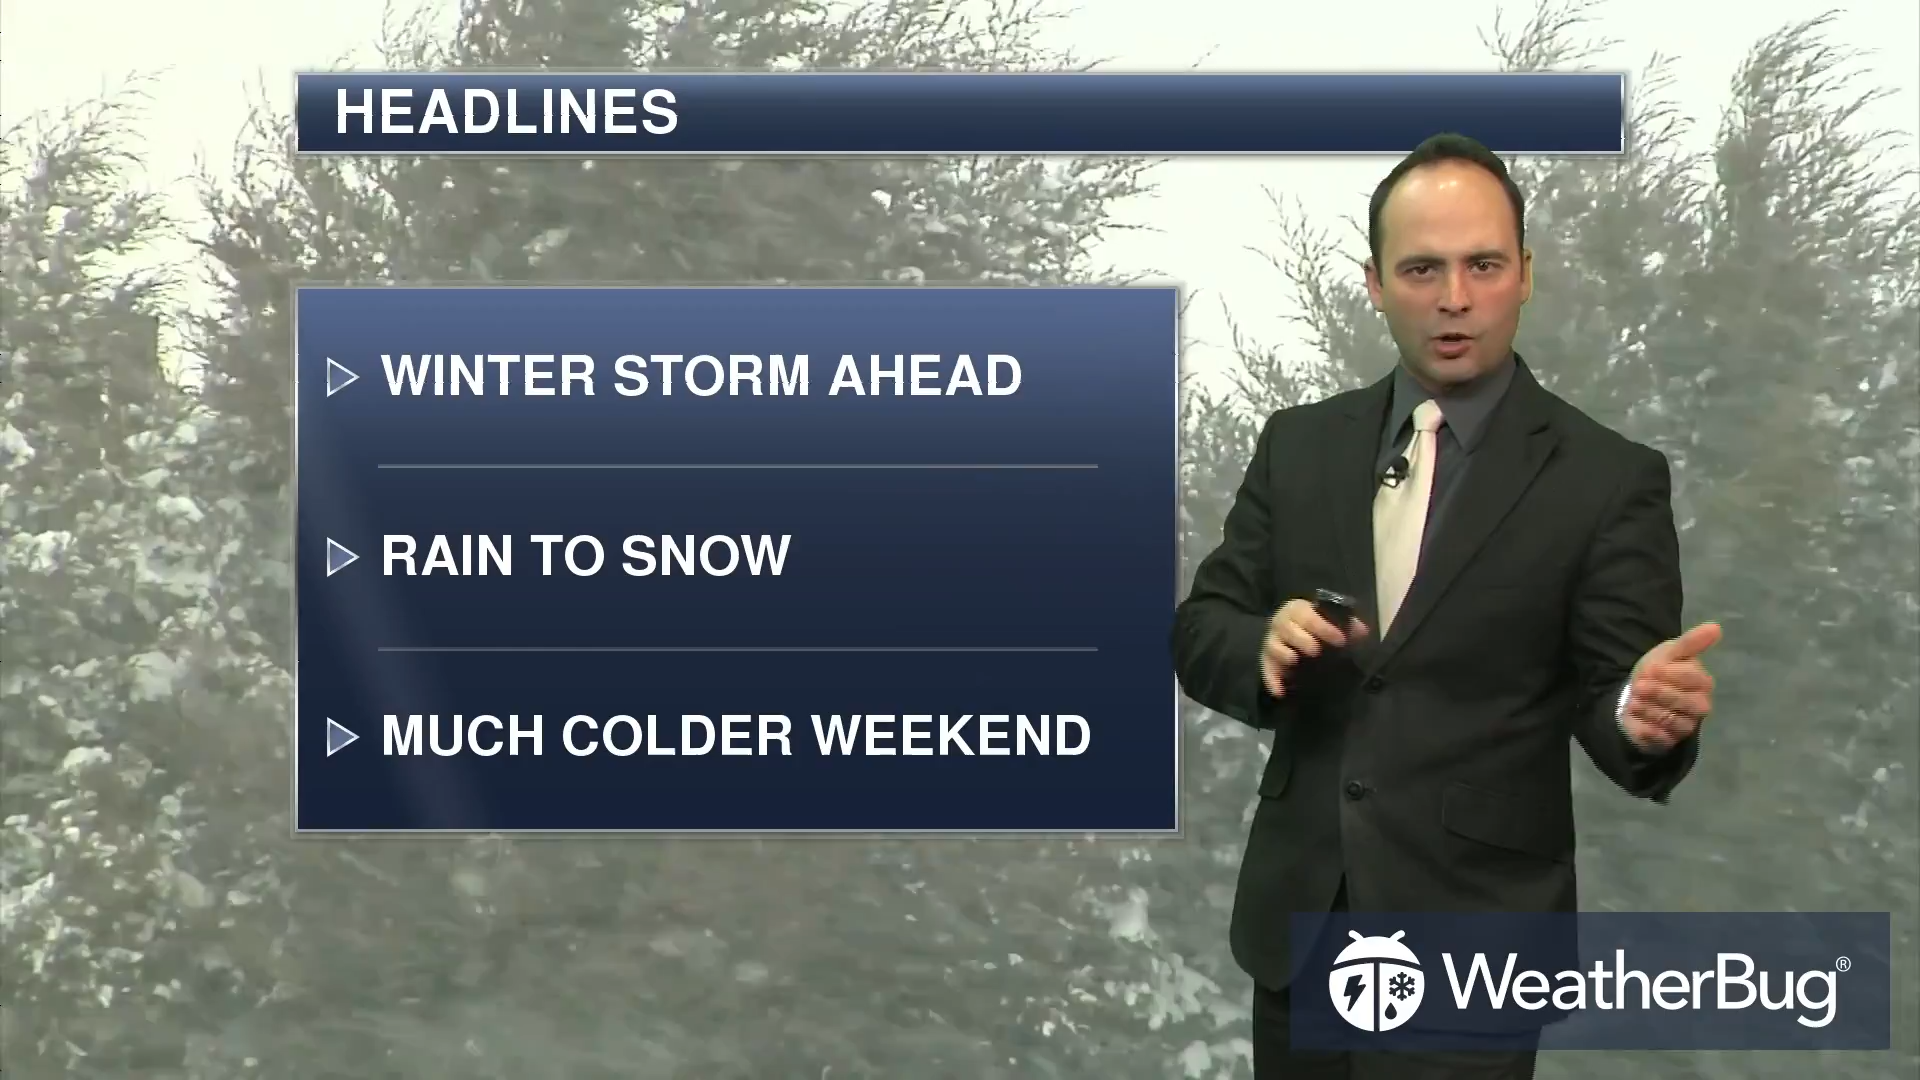 HEADLINES
WINTER STORM AHEAD
RAIN TO SNOW
MUCH COLDER WEEKEND
WeatherBug®